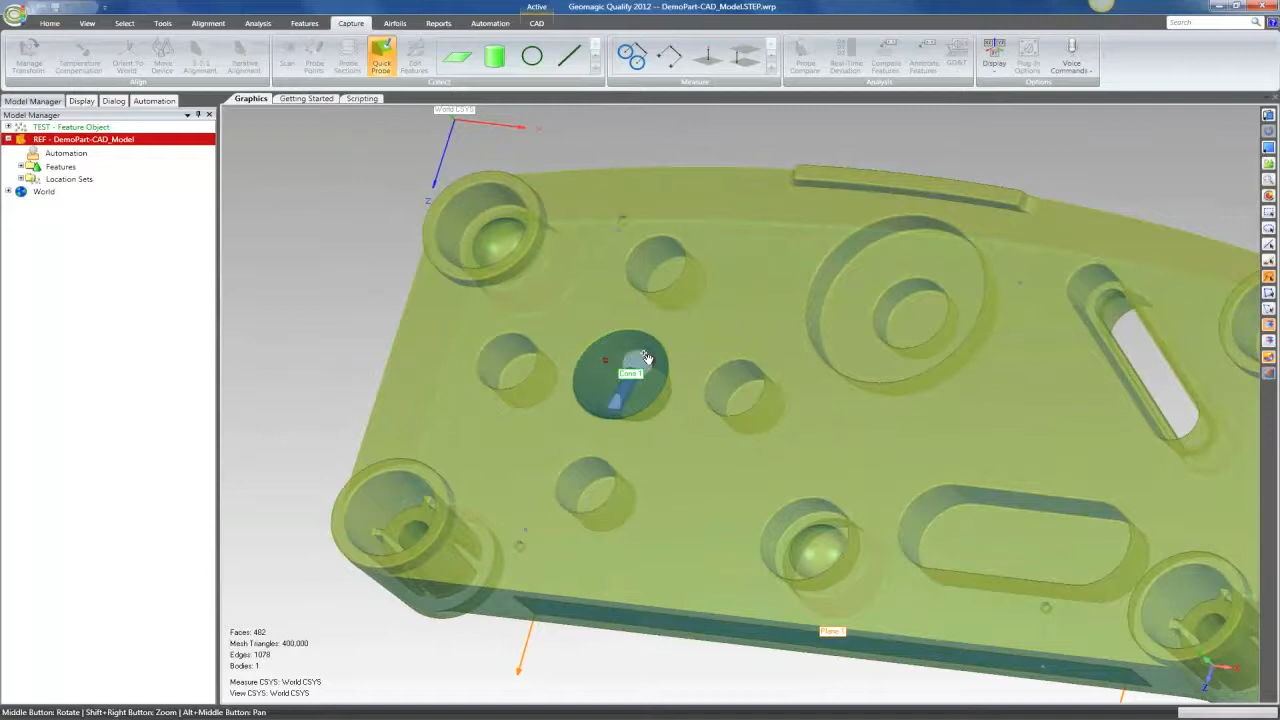 Active
Geomagic Qualify 2012 -- DemoPart-CAD_Model.STEP.wrp
Home View Select Tools Alignment Analysis Features Capture Airfoils Reports Automation CAD
Search
Manage Transform
Temperature Compensation
Orient To World
Move Device
3-2-1 Alignment
Iterative Alignment
Scan
Probe Points
Probe Sections
Quick Probe
Edit Features
Probe Compare
Real-Time Deviation
Compare Features
Annotate Features
GD&T
Display
Plug-In Options
Voice Commands
Align
Collect
Measure
Analysis
Options
Model Manager Display Dialog Automation
Graphics Getting Started Scripting
Model Manager
World CSYS
TEST - Feature Object
REF - DemoPart-CAD_Model
Automation
Features
Location Sets
World
Z
Cone 1
Plane 1
Faces: 482
Mesh Triangles: 400,000
Edges: 1078
Bodies: 1
Measure CSYS: World CSYS
View CSYS: World CSYS
Z
Middle Button: Rotate | Shift+Right Button: Zoom | Alt+Middle Button: Pan